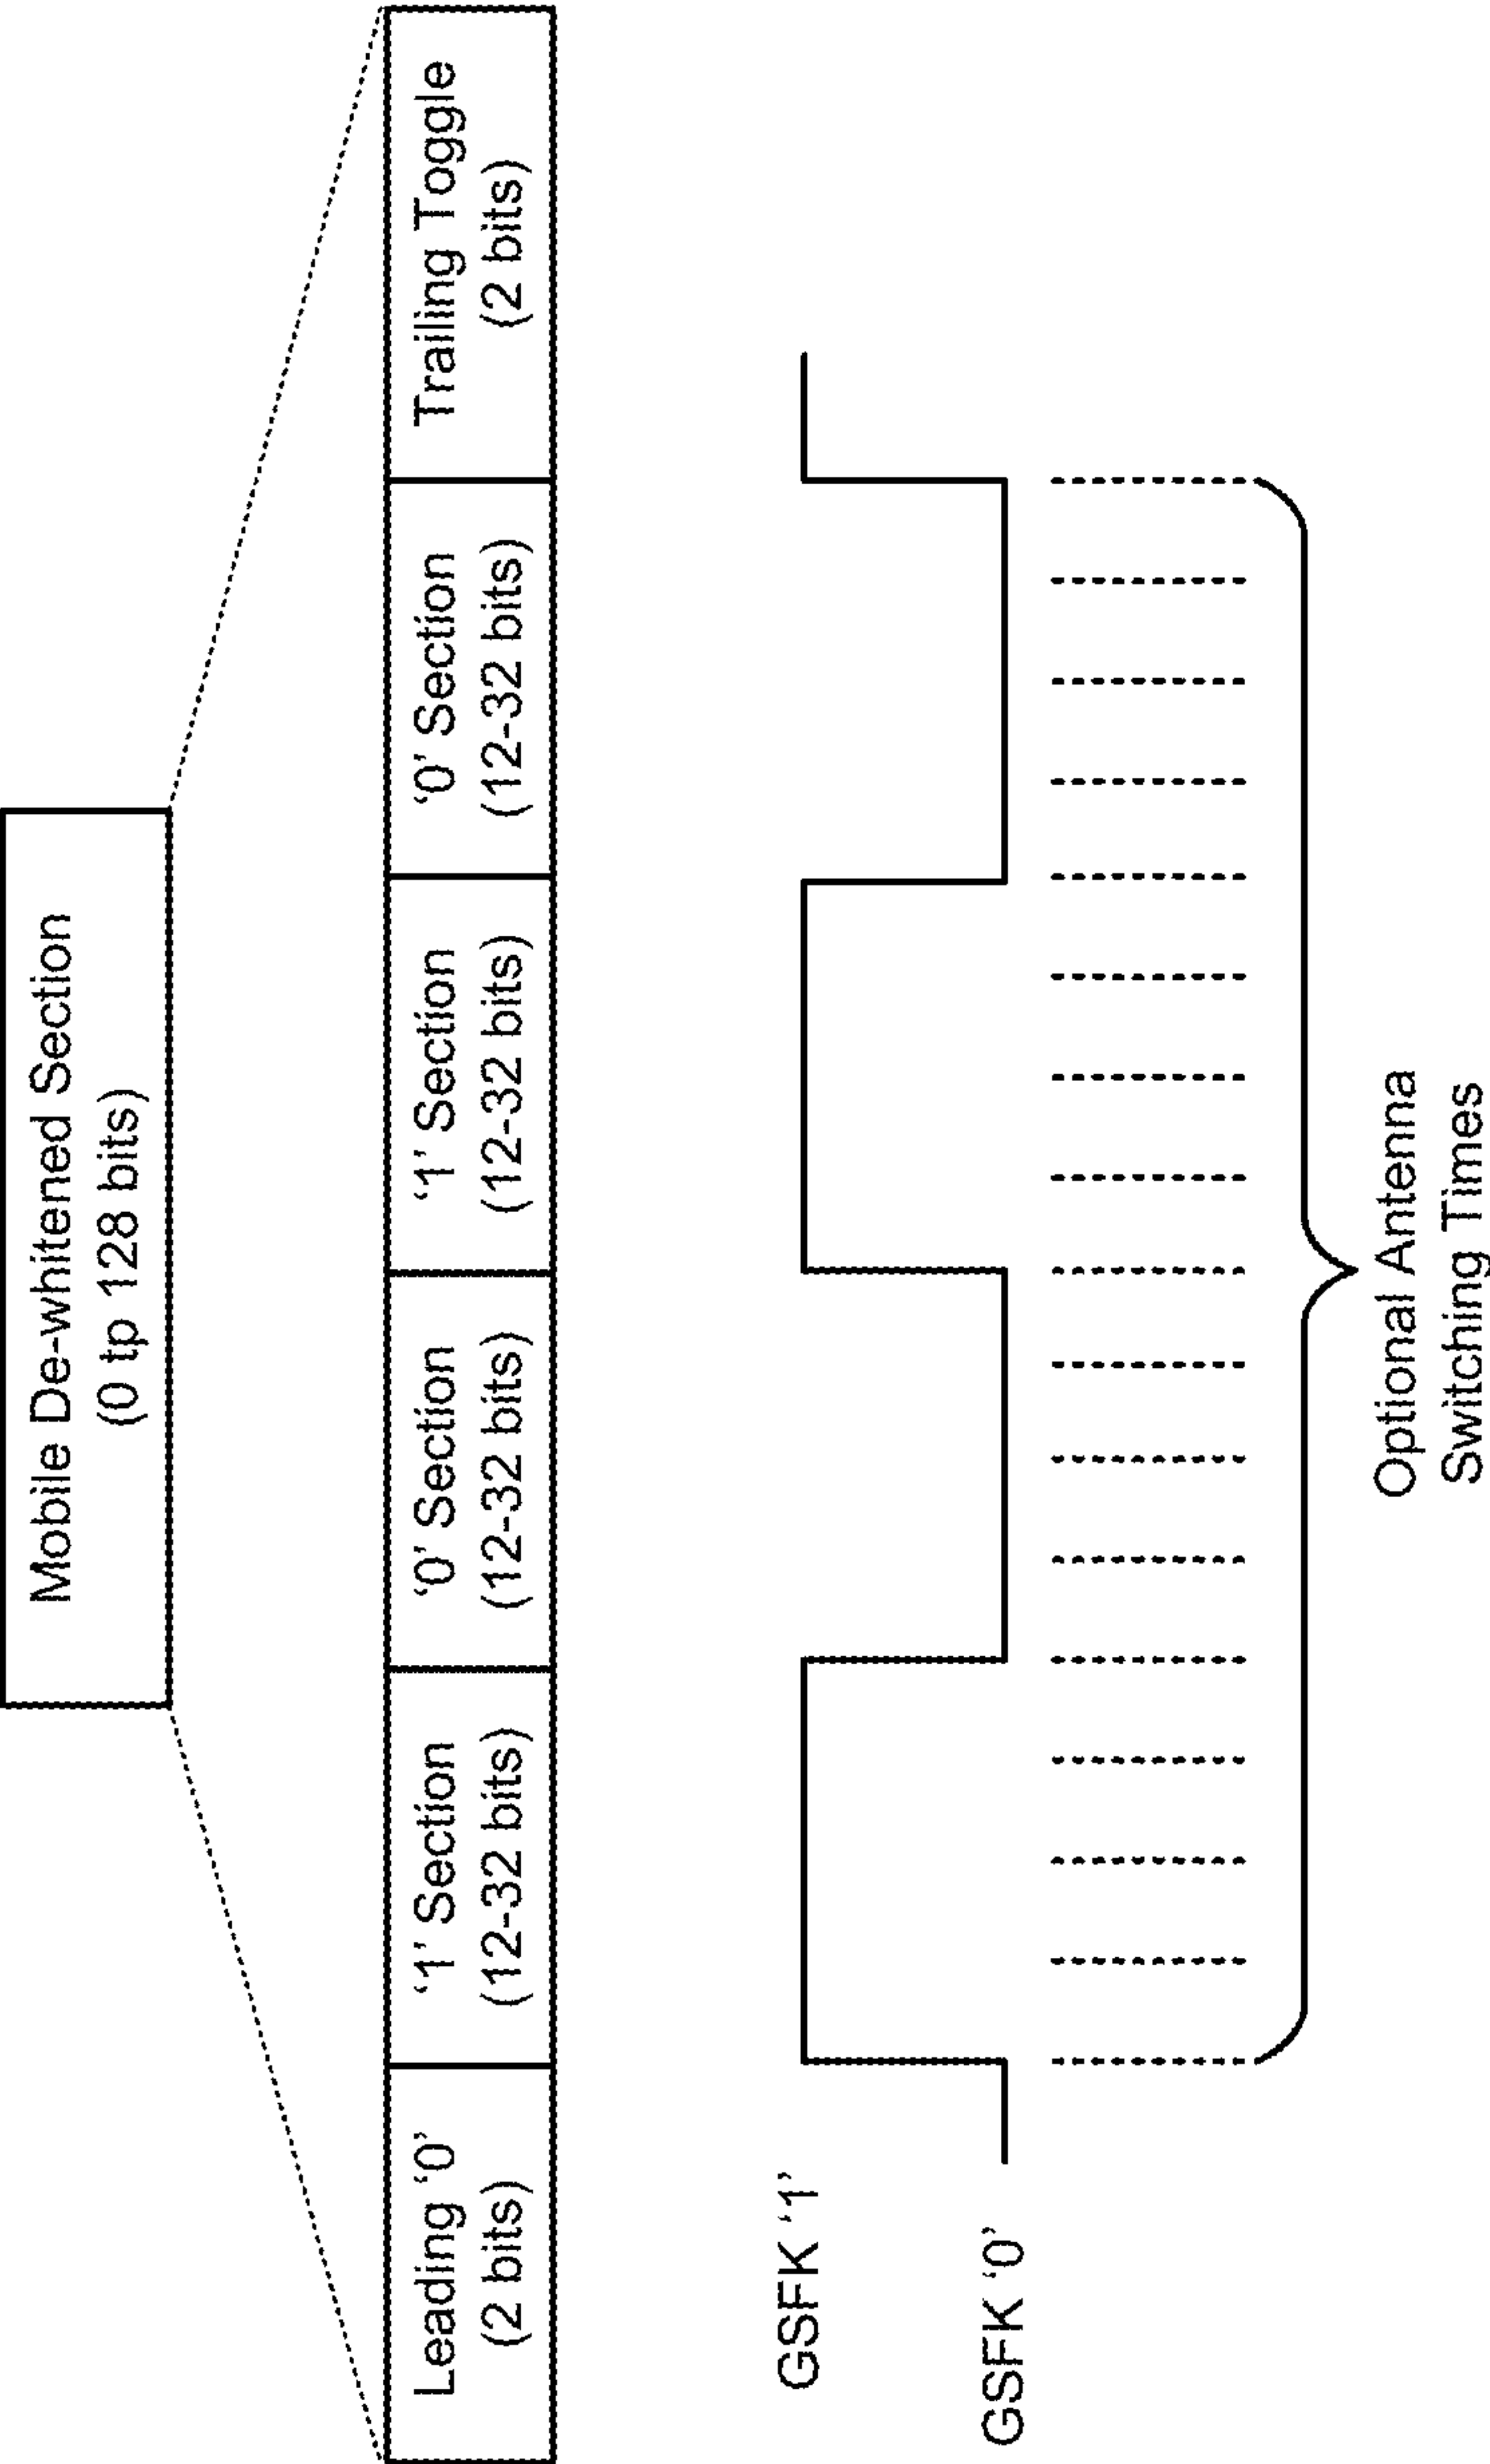 Mobile De-whitened Section
(0 tp 128 bits)
Leading ‘0’
(2 bits)
‘1’ Section
(12-32 bits)
‘0’ Section
(12-32 bits)
‘1’ Section
(12-32 bits)
‘0’ Section
(12-32 bits)
Trailing Toggle
(2 bits)
GSFK ‘1’
GSFK ‘0’
Optional Antenna
Switching Times